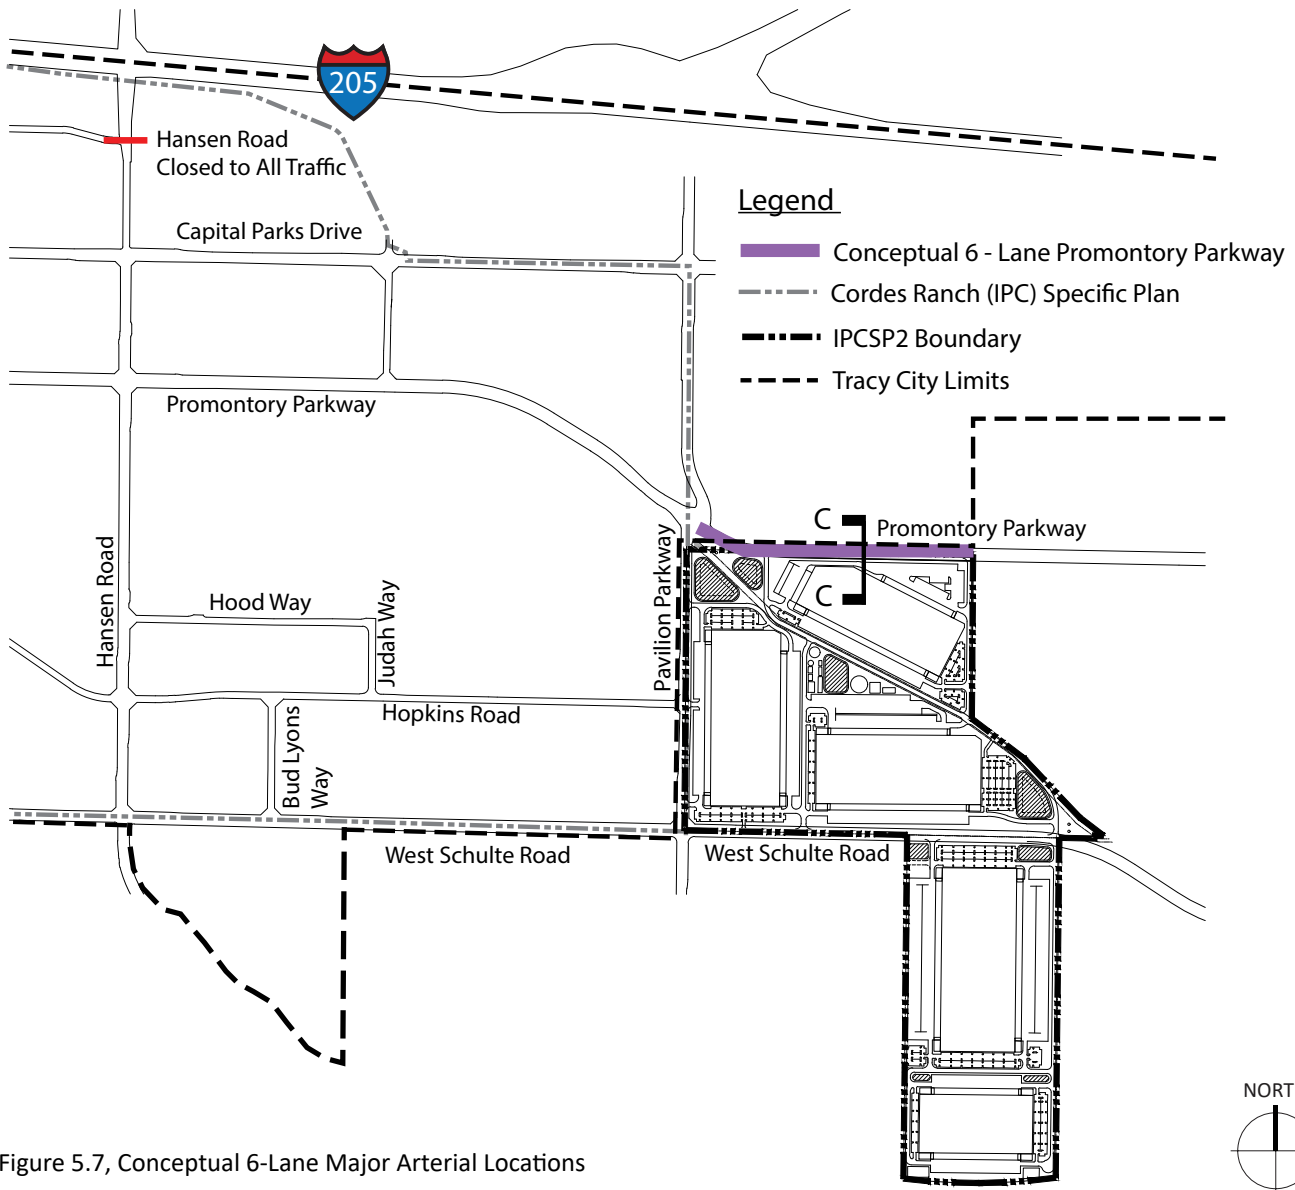 205
Hansen Road
Closed to All Traffic
Capital Parks Drive
Legend
Conceptual 6 - Lane Promontory Parkway
Cordes Ranch (IPC) Specific Plan
IPCSP2 Boundary
Tracy City Limits
Promontory Parkway
C
Promontory Parkway
C
Hansen Road
Hood Way
Judah Way
Pavilion Parkway
Hopkins Road
Bud Lyons
Way
West Schulte Road
West Schulte Road
NORT
Figure 5.7, Conceptual 6-Lane Major Arterial Locations